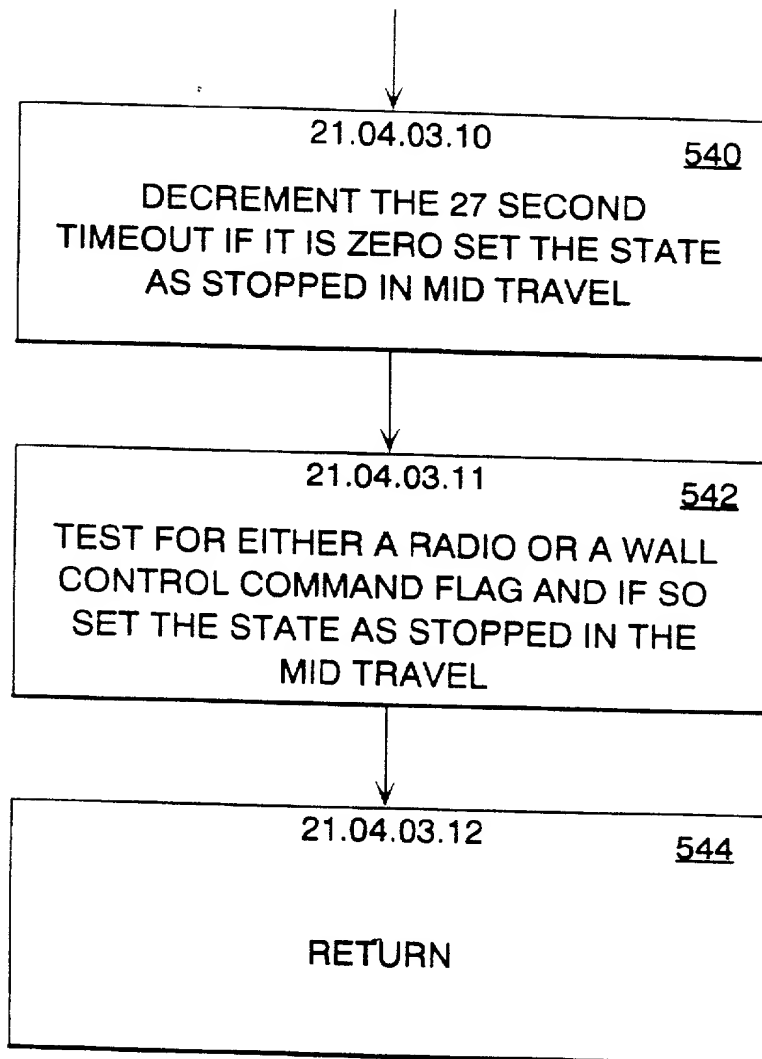 21.04.03.10
540
DECREMENT THE 27 SECOND
TIMEOUT IF IT IS ZERO SET THE STATE
AS STOPPED IN MID TRAVEL
21.04.03.11
542
TEST FOR EITHER A RADIO OR A WALL
CONTROL COMMAND FLAG AND IF SO
SET THE STATE AS STOPPED IN THE
MID TRAVEL
21.04.03.12
544
RETURN